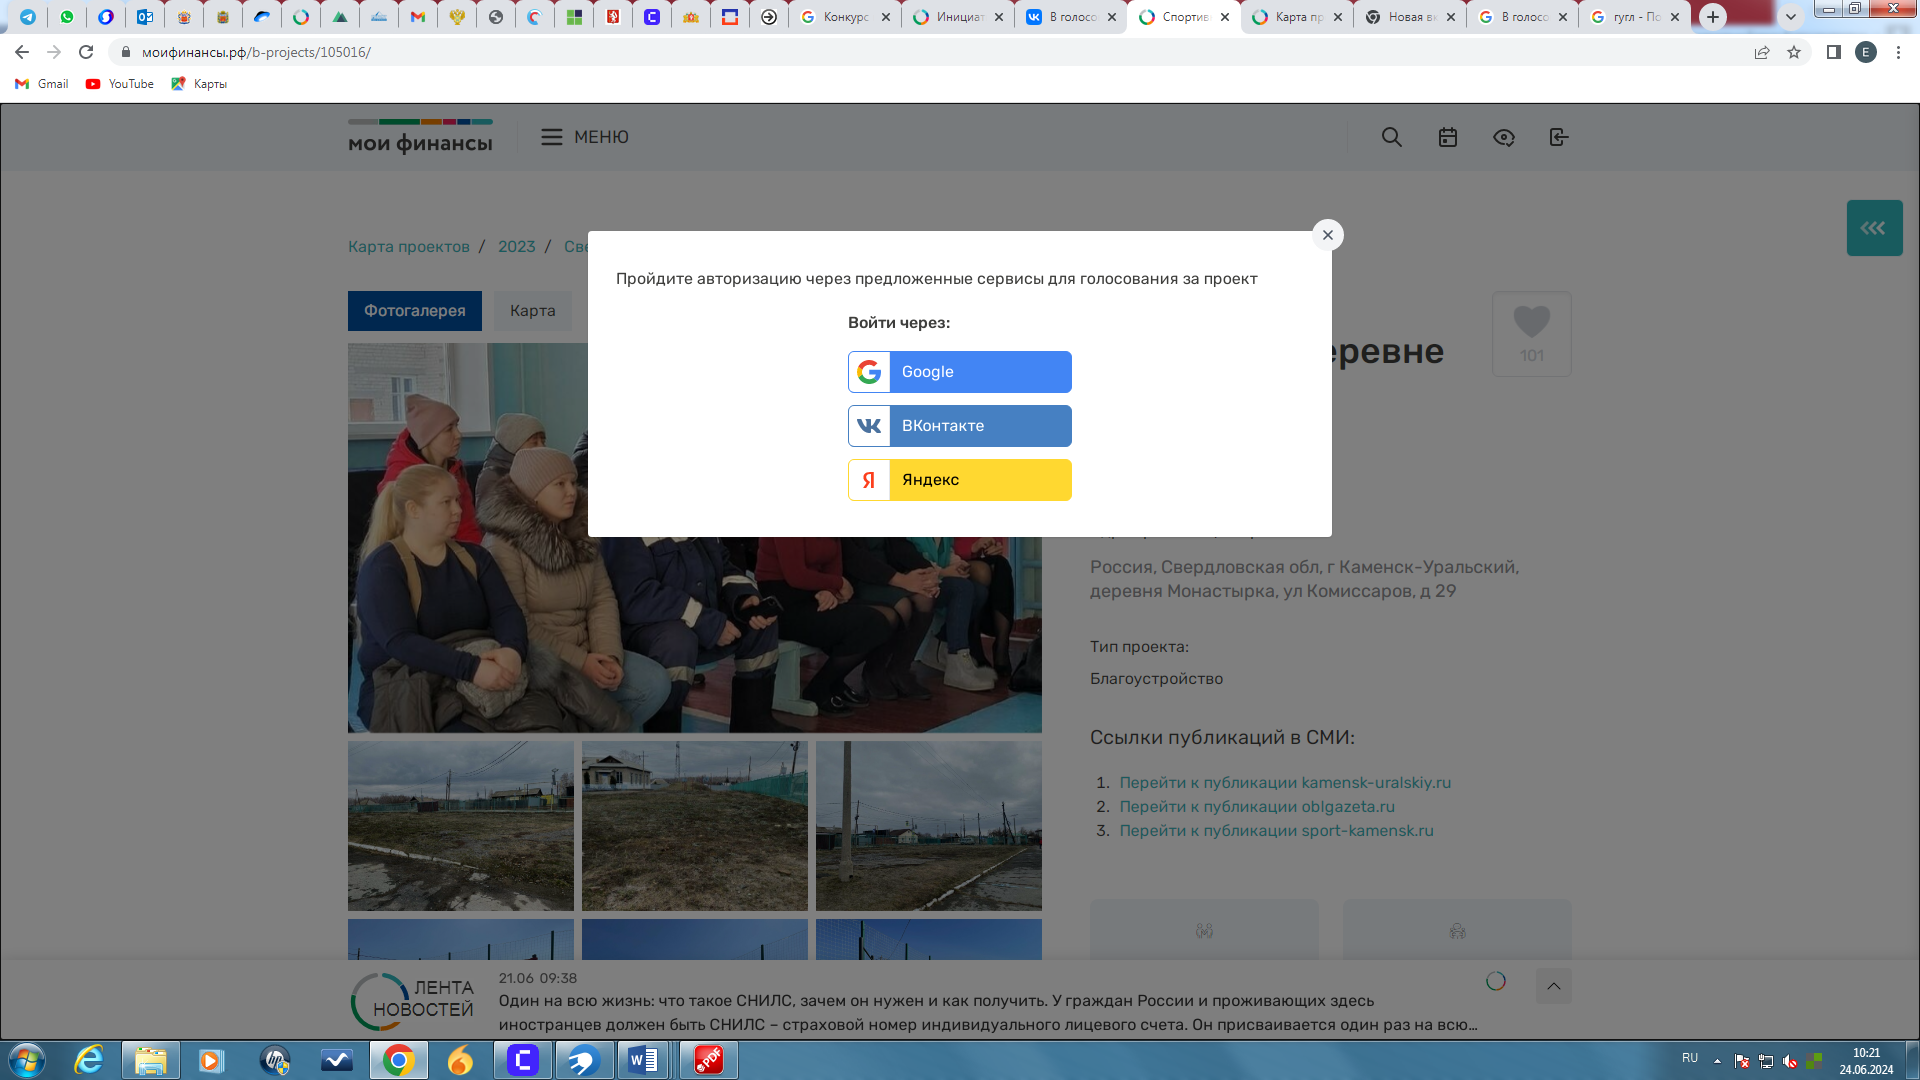 Конкурс
Инициат
В голосо
Спортив
Карта пр
Новая вк
В голосо
гугл - По
моифинансы.рф/b-projects/105016/
E
Gmail
YouTube
Карты
мои финансы
МЕНЮ
Карта проектов / 2023 / Све
Фотогалерея
Карта
еревне
101
Пройдите авторизацию через предложенные сервисы для голосования за проект
Войти через:
Google
ВКонтакте
Яндекс
Россия, Свердловская обл, г Каменск-Уральский,
деревня Монастырка, ул Комиссаров, д 29
Тип проекта:
Благоустройство
Ссылки публикаций в СМИ:
1. Перейти к публикации kamensk-uralskiy.ru
2. Перейти к публикации oblgazeta.ru
3. Перейти к публикации sport-kamensk.ru
ЛЕНТА
НОВОСТЕЙ
21.06 09:38
Один на всю жизнь: что такое СНИЛС, зачем он нужен и как получить. У граждан России и проживающих здесь
иностранцев должен быть СНИЛС – страховой номер индивидуального лицевого счета. Он присваивается один раз на всю...
RU
10:21
24.06.2024